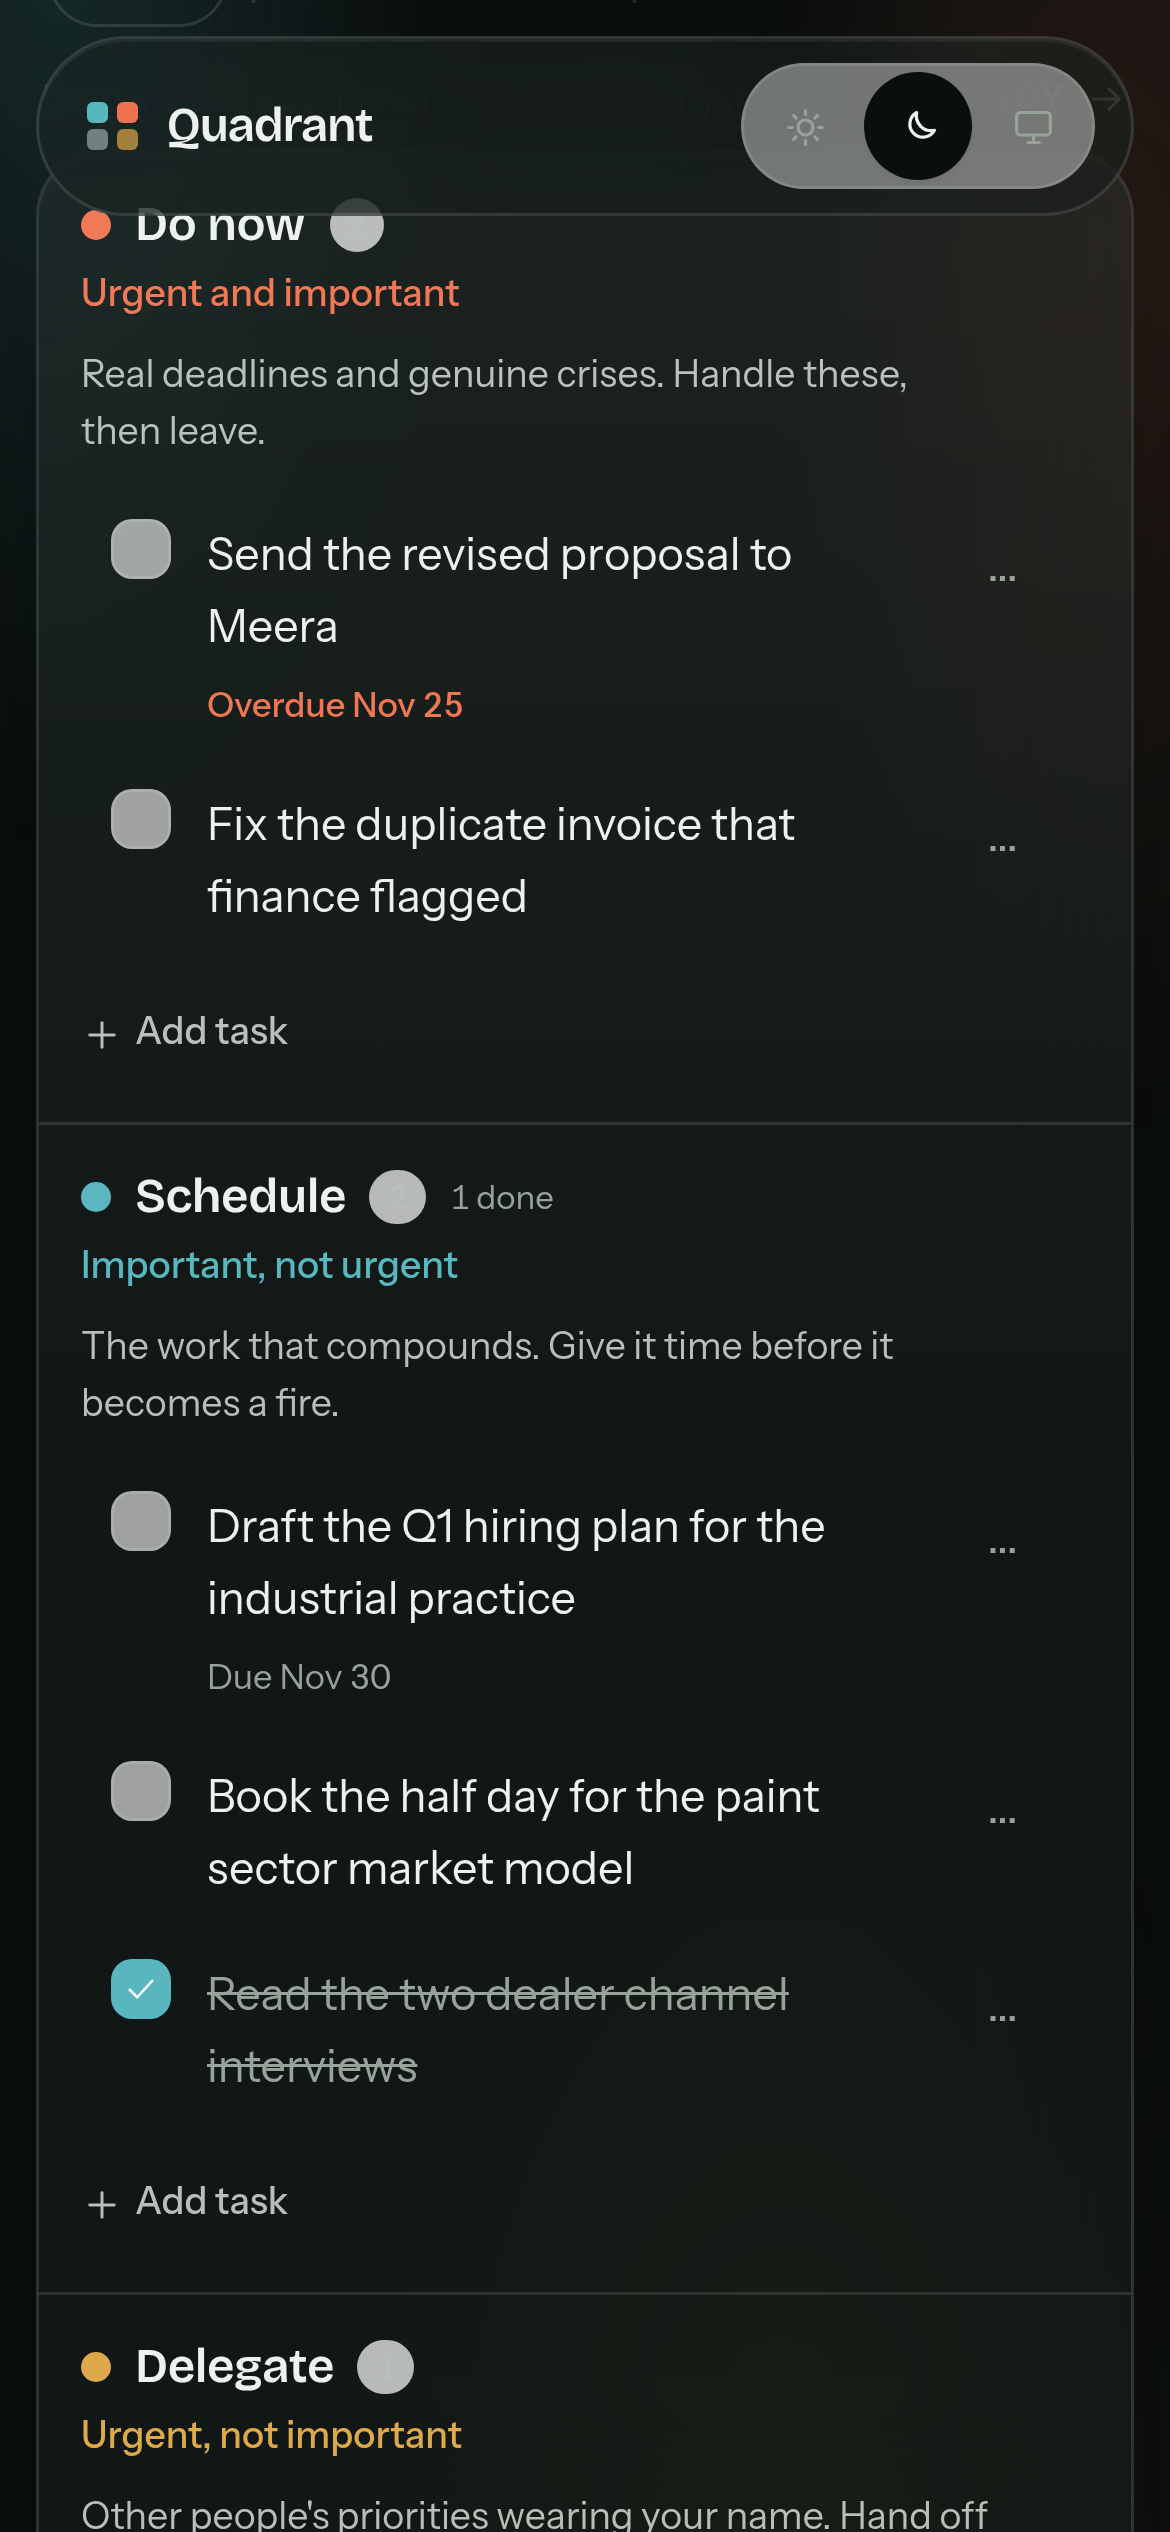 Quadrant
Do now
Urgent and important
Real deadlines and genuine crises. Handle these,
then leave.
Send the revised proposal to
Meera
...
Overdue Nov 25
Fix the duplicate invoice that
finance flagged
...
+ Add task
Schedule 2 1 done
Important, not urgent
The work that compounds. Give it time before it
becomes a fire.
Draft the Q1 hiring plan for the
industrial practice
...
Due Nov 30
Book the half day for the paint
sector market model
...
Read the two dealer channel
interviews
...
+ Add task
Delegate
Urgent, not important
Other people's priorities wearing your name. Hand off